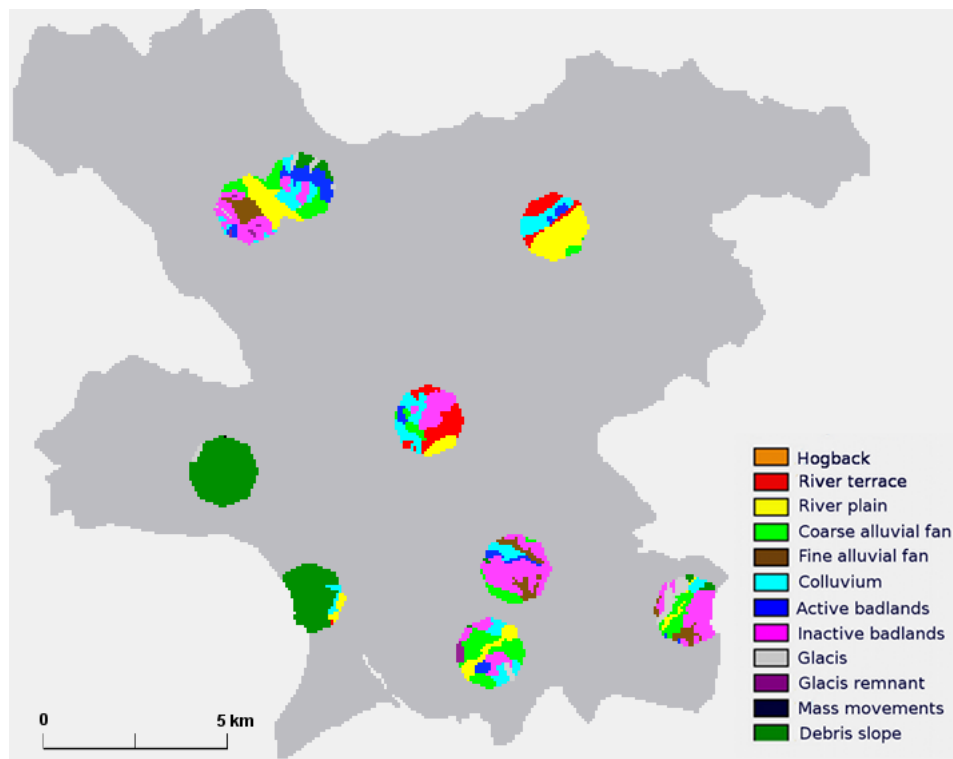 Hogback
River terrace
River plain
Coarse alluvial fan
Fine alluvial fan
Colluvium
Active badlands
Inactive badlands
Glacis
Glacis remnant
Mass movements
Debris slope
0 5 km